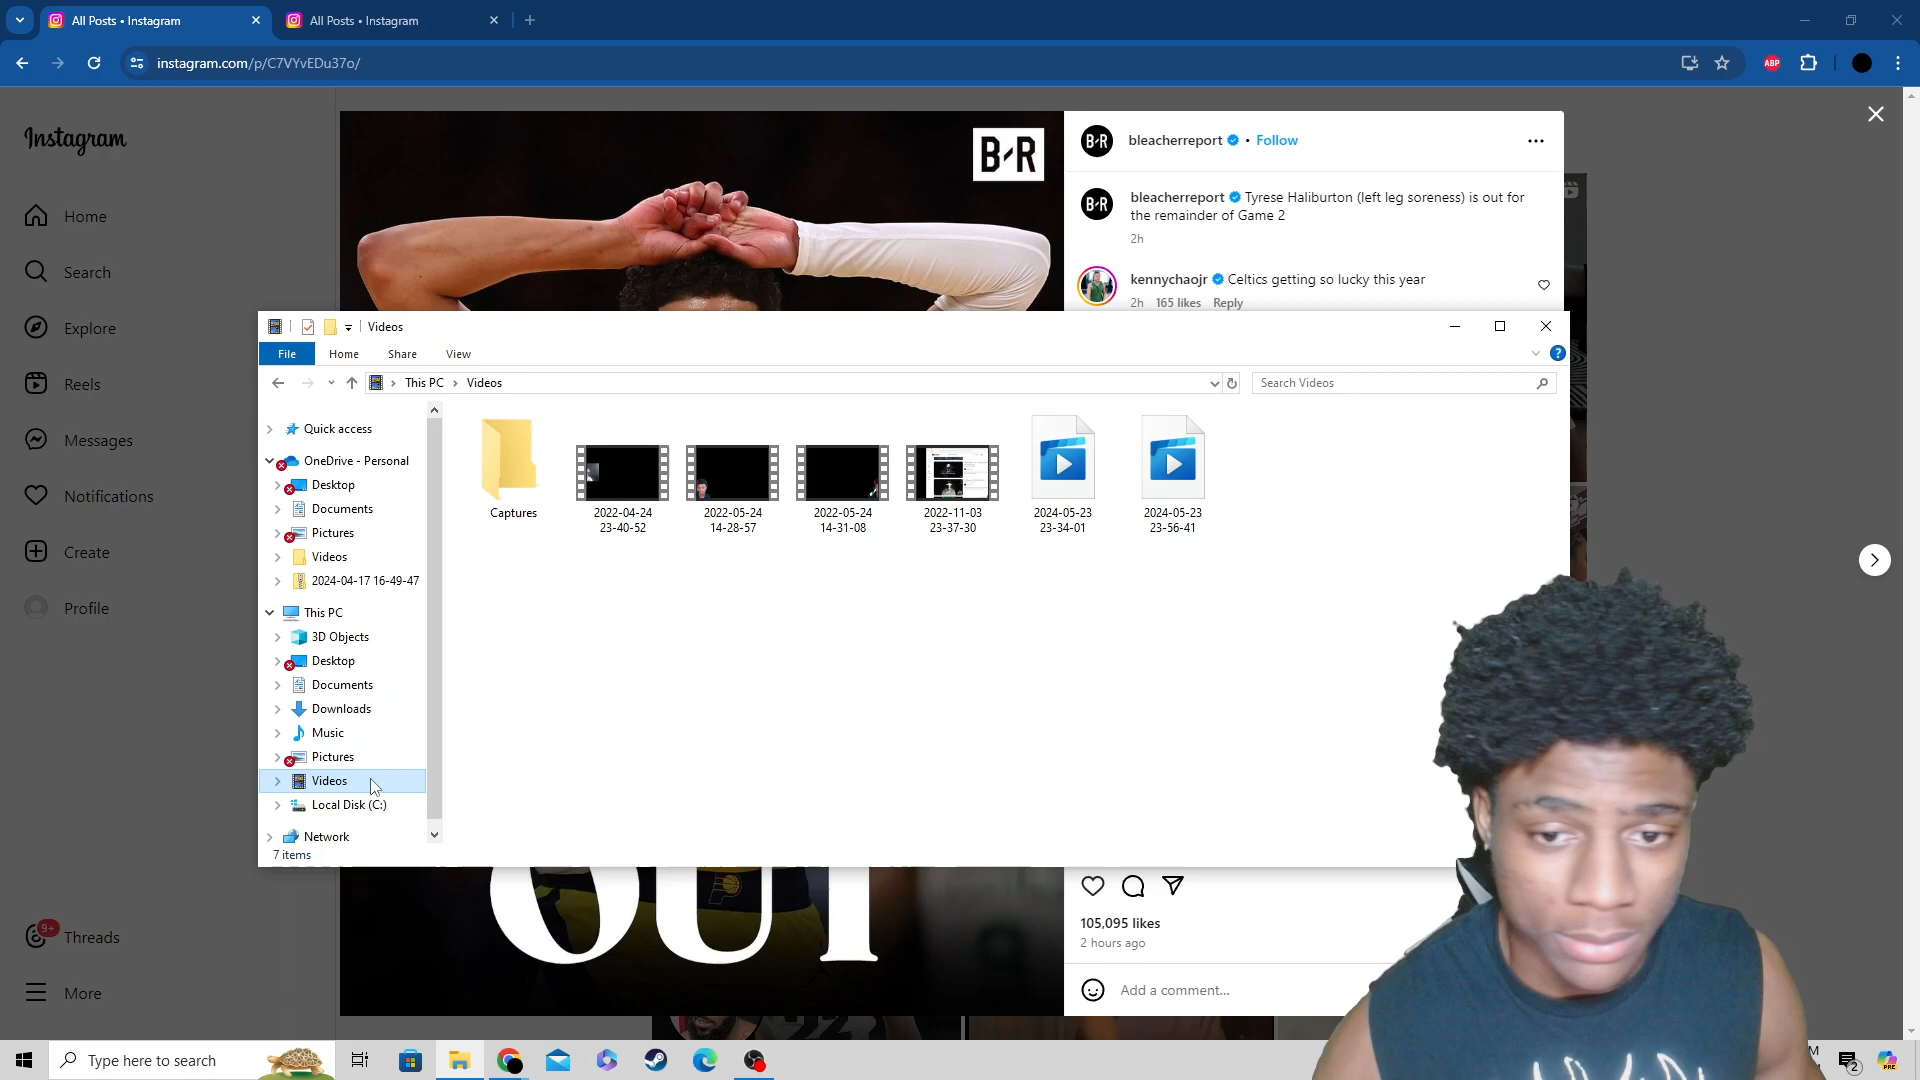 All Posts • Instagram
All Posts • Instagram
instagram.com/p/C7VYvEDu37o/
ABP
Instagram
Home
Search
Explore
Reels
Messages
Notifications
Create
Profile
9+
Threads
More
B/R
B/R
bleacherreport • Follow
B/R
bleacherreport Tyrese Haliburton (left leg soreness) is out for
the remainder of Game 2
2h
kennychaojr Celtics getting so lucky this year
2h 165 likes Reply
Videos
File Home Share View
This PC > Videos
Search Videos
Quick access
OneDrive - Personal
Desktop
Documents
Pictures
Videos
2024-04-17 16-49-47
This PC
3D Objects
Desktop
Documents
Downloads
Music
Pictures
Videos
Local Disk (C:)
Network
7 items
Captures
2022-04-24
23-40-52
2022-05-24
14-28-57
2022-05-24
14-31-08
2022-11-03
23-37-30
2024-05-23
23-34-01
2024-05-23
23-56-41
OUT
105,095 likes
2 hours ago
Add a comment...
Type here to search
2
PRE